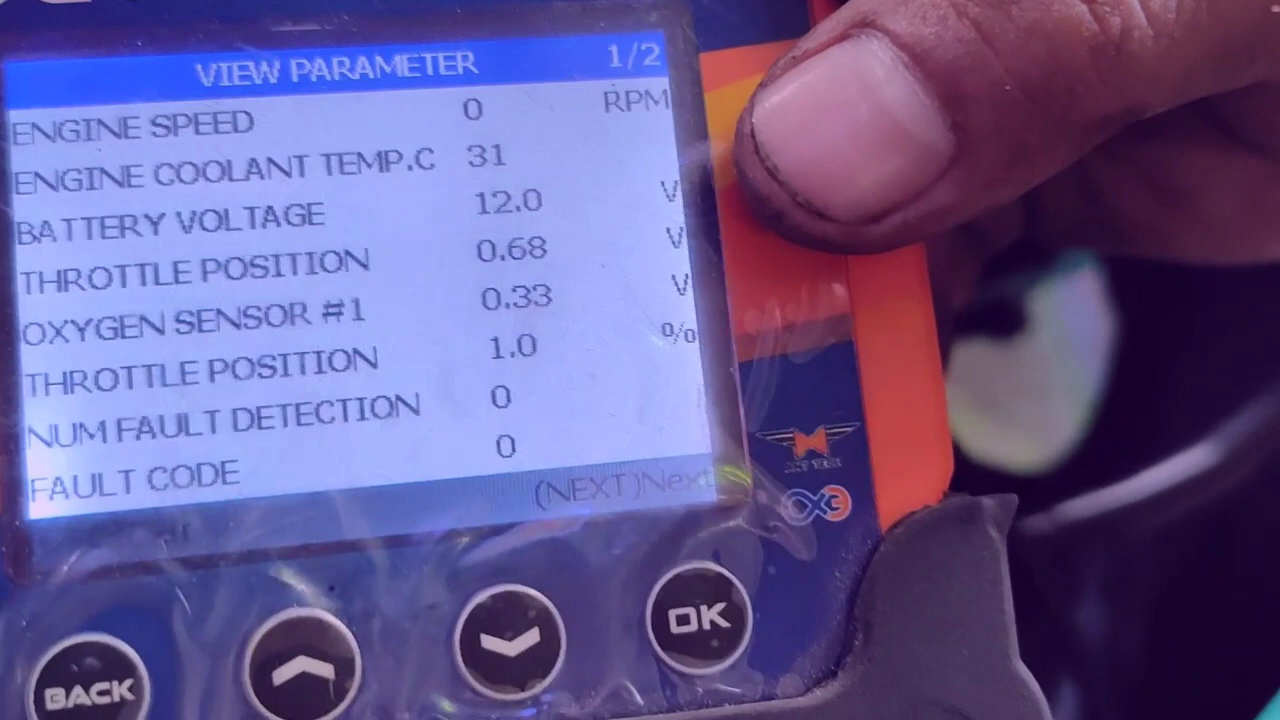 VIEW PARAMETER 1/2
ENGINE SPEED 0 RPM
ENGINE COOLANT TEMP.C 31
BATTERY VOLTAGE 12.0 V
THROTTLE POSITION 0.68 V
OXYGEN SENSOR #1 0.33 V
THROTTLE POSITION 1.0 %
NUM FAULT DETECTION 0
FAULT CODE 0
(NEXT)Next
BACK
OK